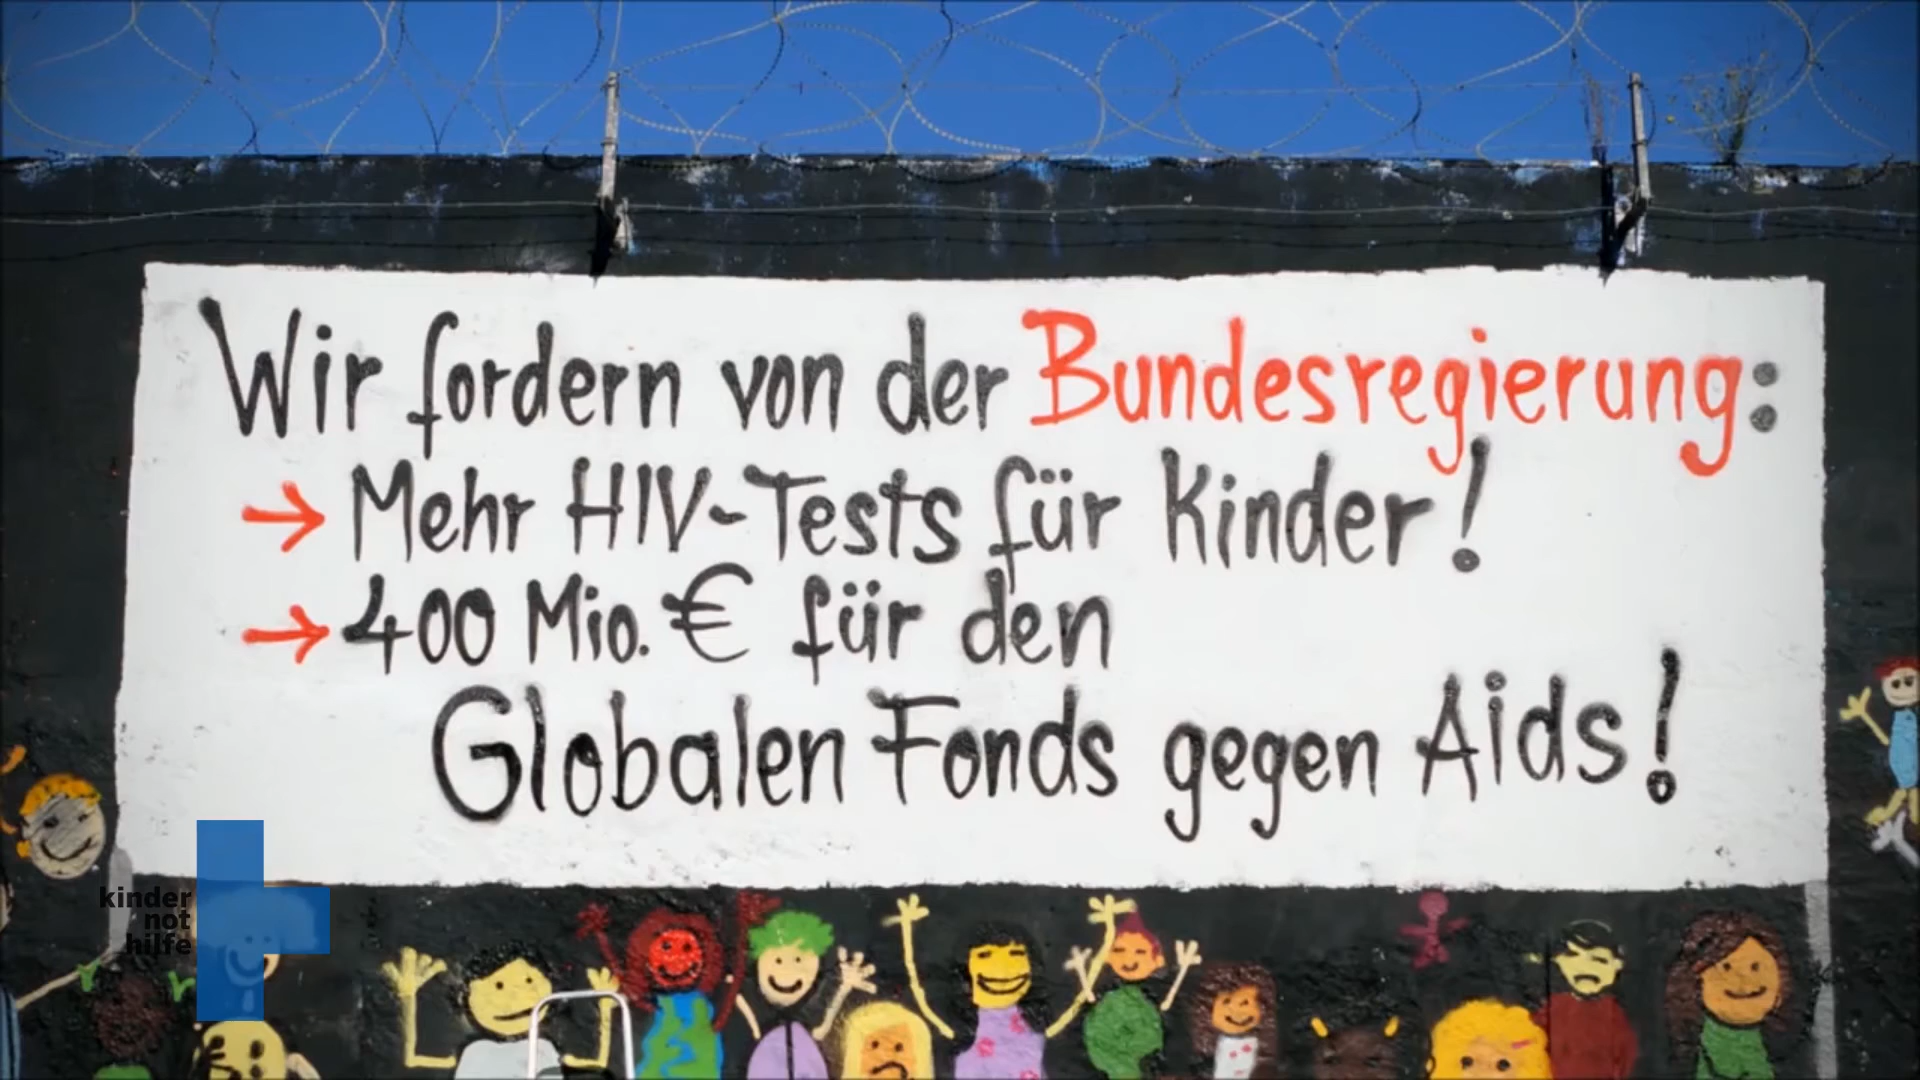 Wir fordern von der Bundesregierung:
→ Mehr HIV-Tests für Kinder!
→ 400 Mio. € für den
Globalen Fonds gegen Aids!
kinder
not
hilfe